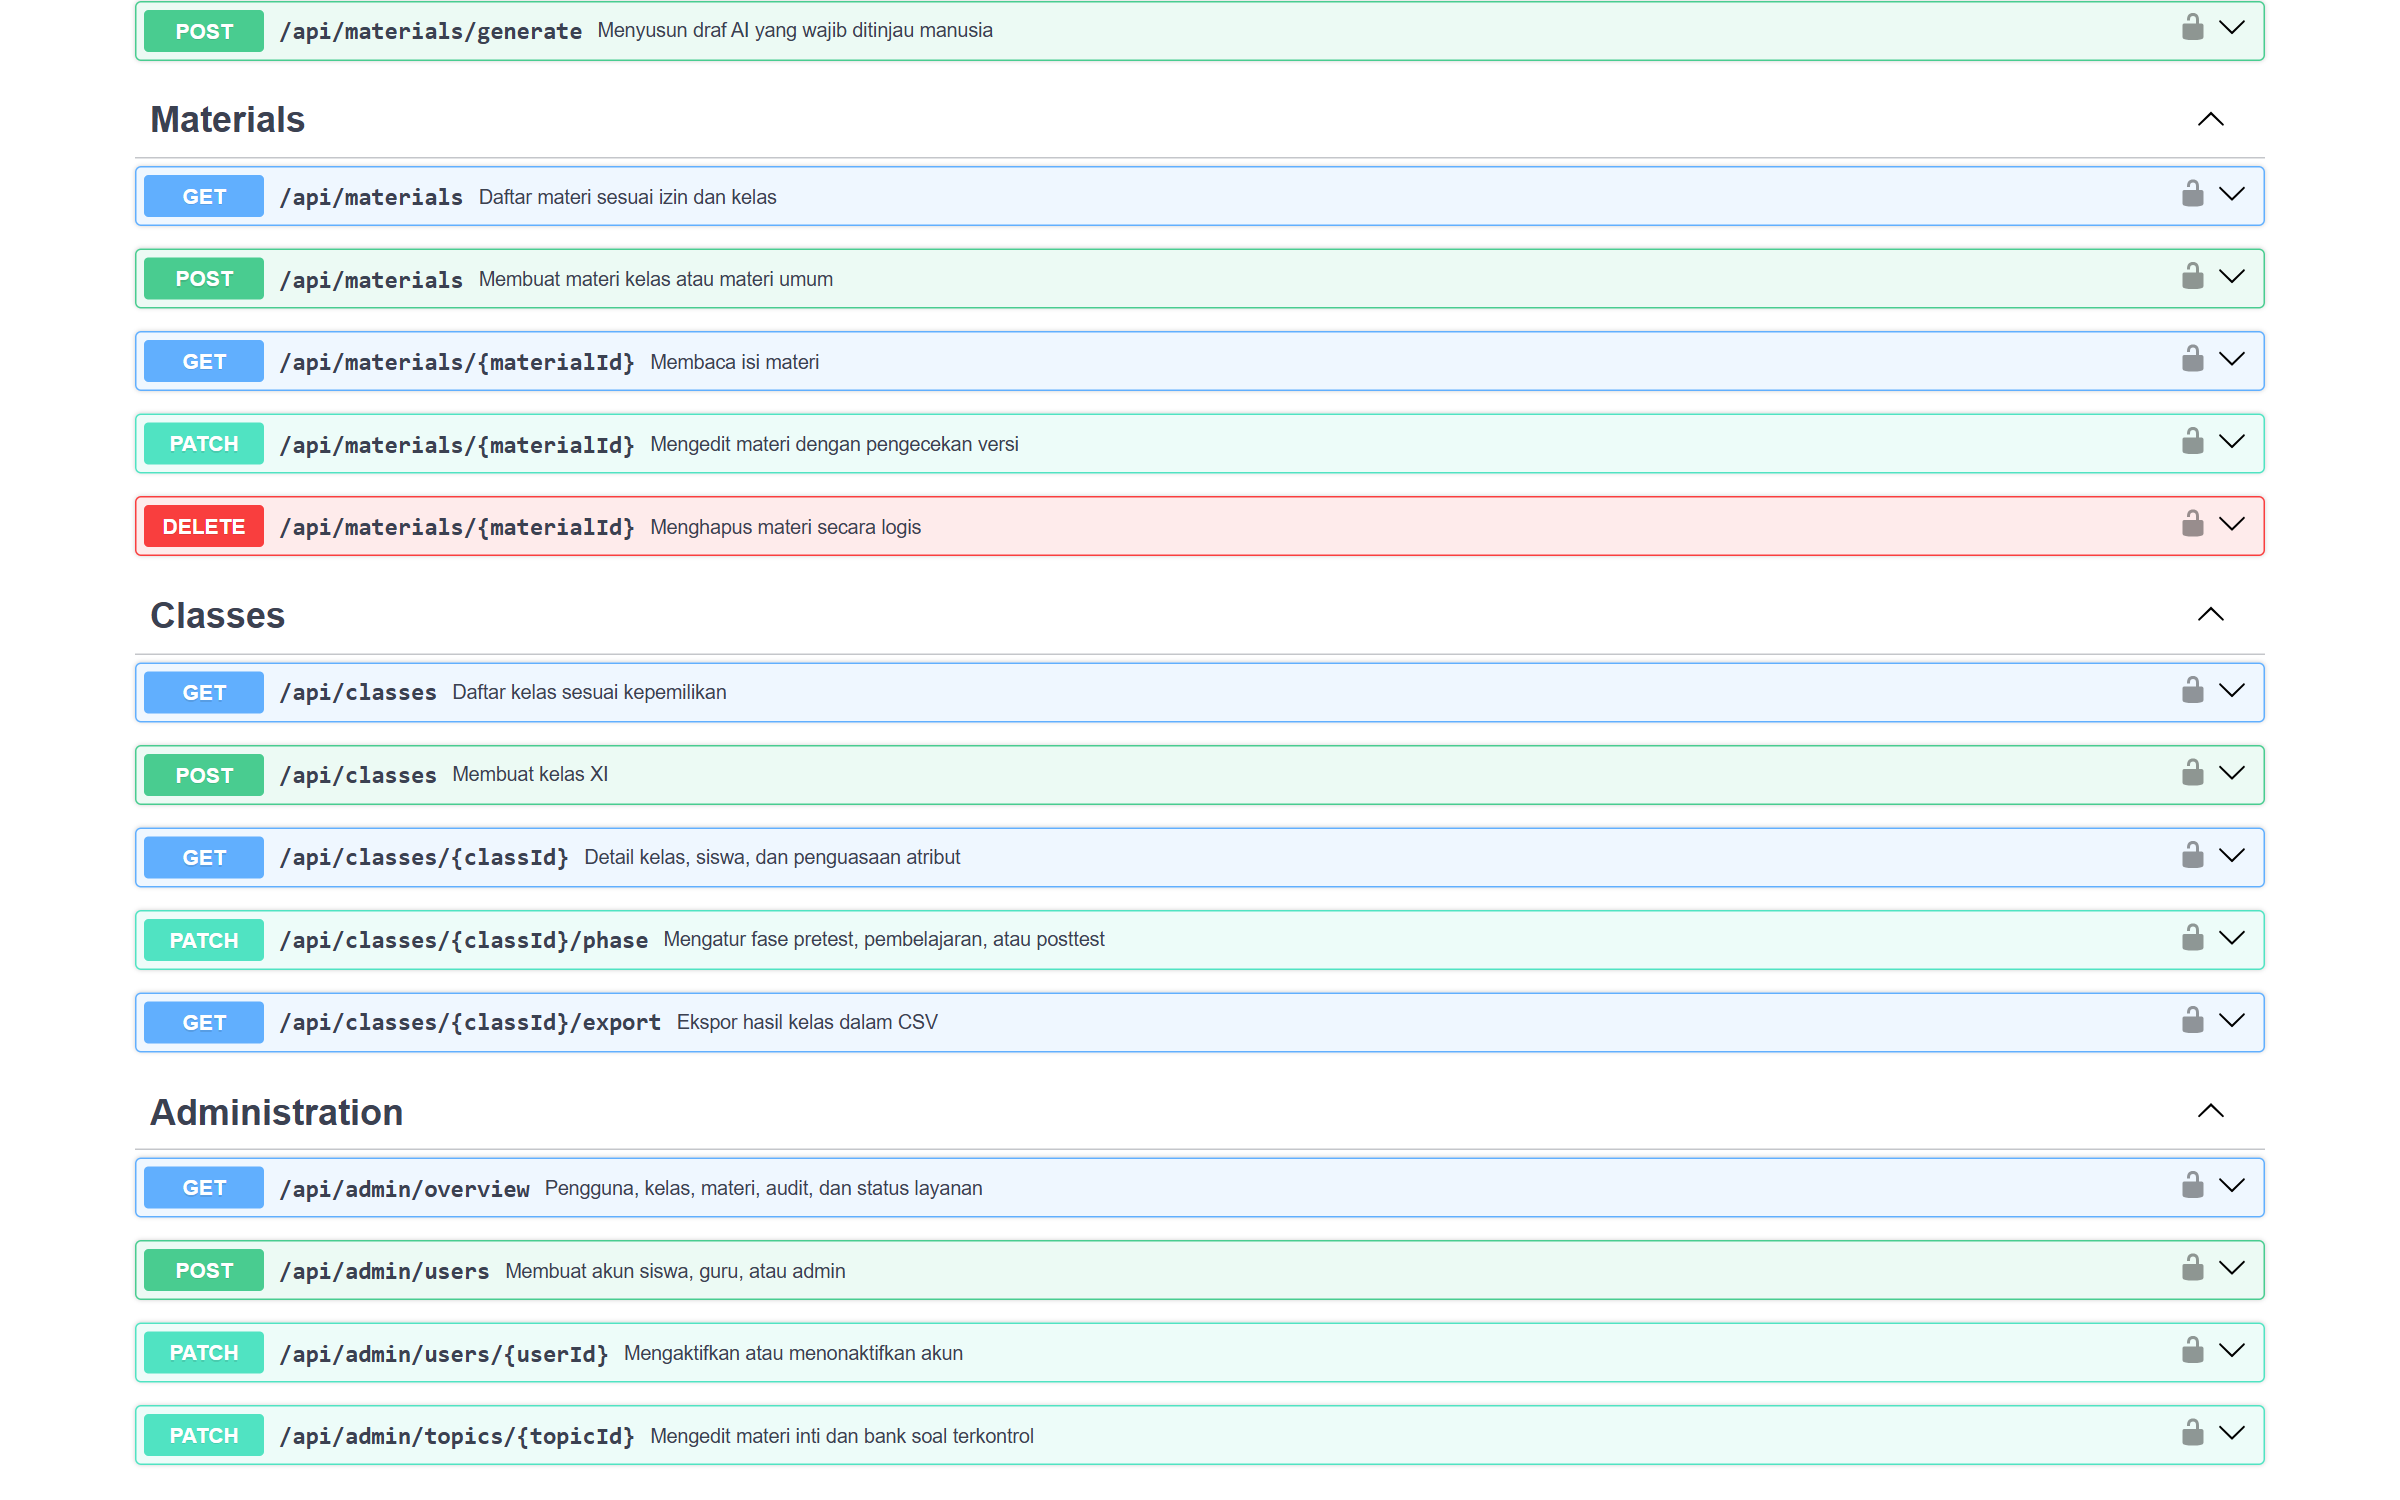 POST /api/materials/generate Menyusun draf AI yang wajib ditinjau manusia
Materials
GET /api/materials Daftar materi sesuai izin dan kelas
POST /api/materials Membuat materi kelas atau materi umum
GET /api/materials/{materialId} Membaca isi materi
PATCH /api/materials/{materialId} Mengedit materi dengan pengecekan versi
DELETE /api/materials/{materialId} Menghapus materi secara logis
Classes
GET /api/classes Daftar kelas sesuai kepemilikan
POST /api/classes Membuat kelas XI
GET /api/classes/{classId} Detail kelas, siswa, dan penguasaan atribut
PATCH /api/classes/{classId}/phase Mengatur fase pretest, pembelajaran, atau posttest
GET /api/classes/{classId}/export Ekspor hasil kelas dalam CSV
Administration
GET /api/admin/overview Pengguna, kelas, materi, audit, dan status layanan
POST /api/admin/users Membuat akun siswa, guru, atau admin
PATCH /api/admin/users/{userId} Mengaktifkan atau menonaktifkan akun
PATCH /api/admin/topics/{topicId} Mengedit materi inti dan bank soal terkontrol